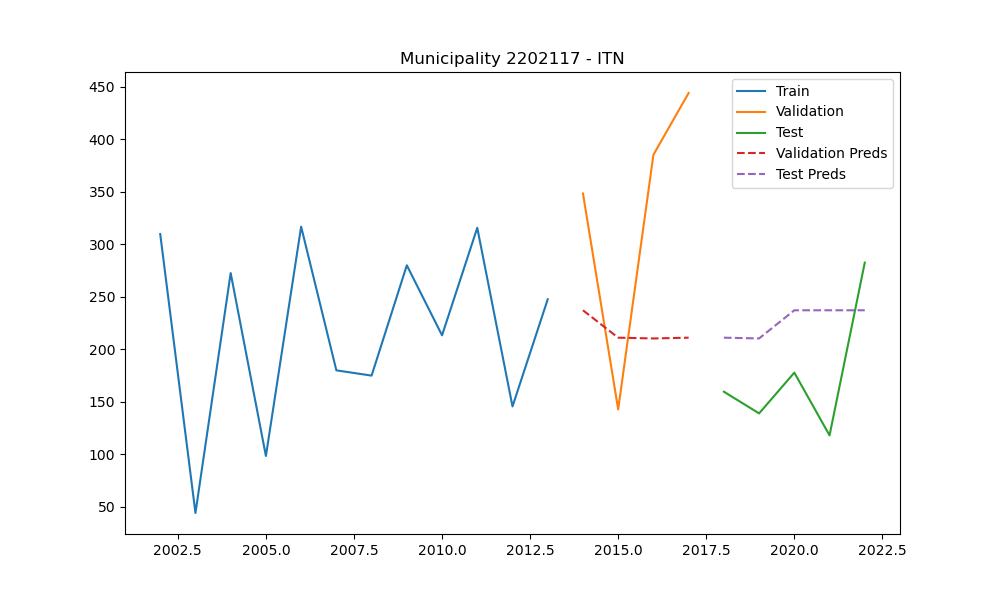 Municipality 2202117 - ITN
450
400
350
300
250
200
150
100
50
Train
Validation
Test
Validation Preds
Test Preds
2002.5 2005.0 2007.5 2010.0 2012.5 2015.0 2017.5 2020.0 2022.5